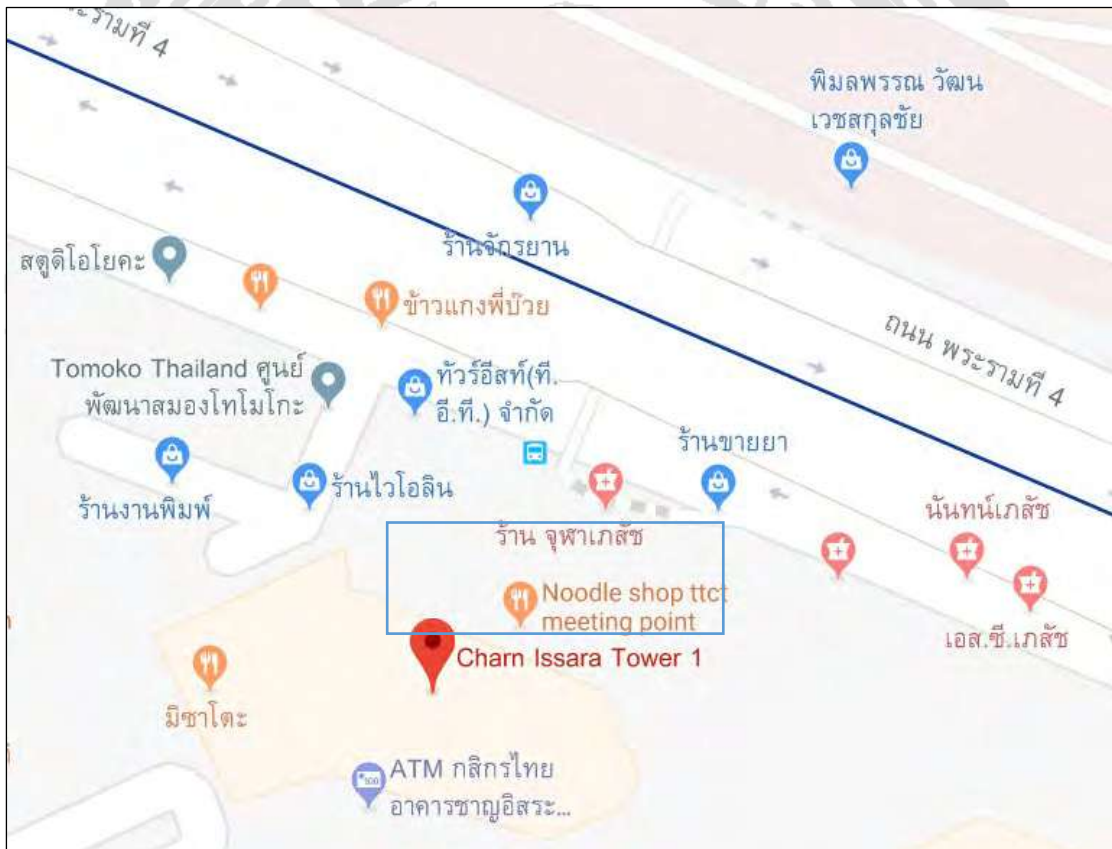 ะรามที่ 4
พิมลพรรณ วัฒน
เวชสกุลชัย
ร้านจักรยาน
สตูดิโอโยคะ
ข้าวแกงพี่บ๊วย
ถนน พระรามที่ 4
Tomoko Thailand ศูนย์
พัฒนาสมองโทโมโกะ
ทัวร์อีสท์(ที.
อี.ที.) จำกัด
ร้านขายยา
ร้านงานพิมพ์
ร้านไวโอลิน
นันทน์เภสัช
ร้าน จุฬาเภสัช
Noodle shop ttct
meeting point
เอส.ซี.เภสัช
Charn Issara Tower 1
มิซาโตะ
ATM กสิกรไทย
อาคารชาญอิสระ...